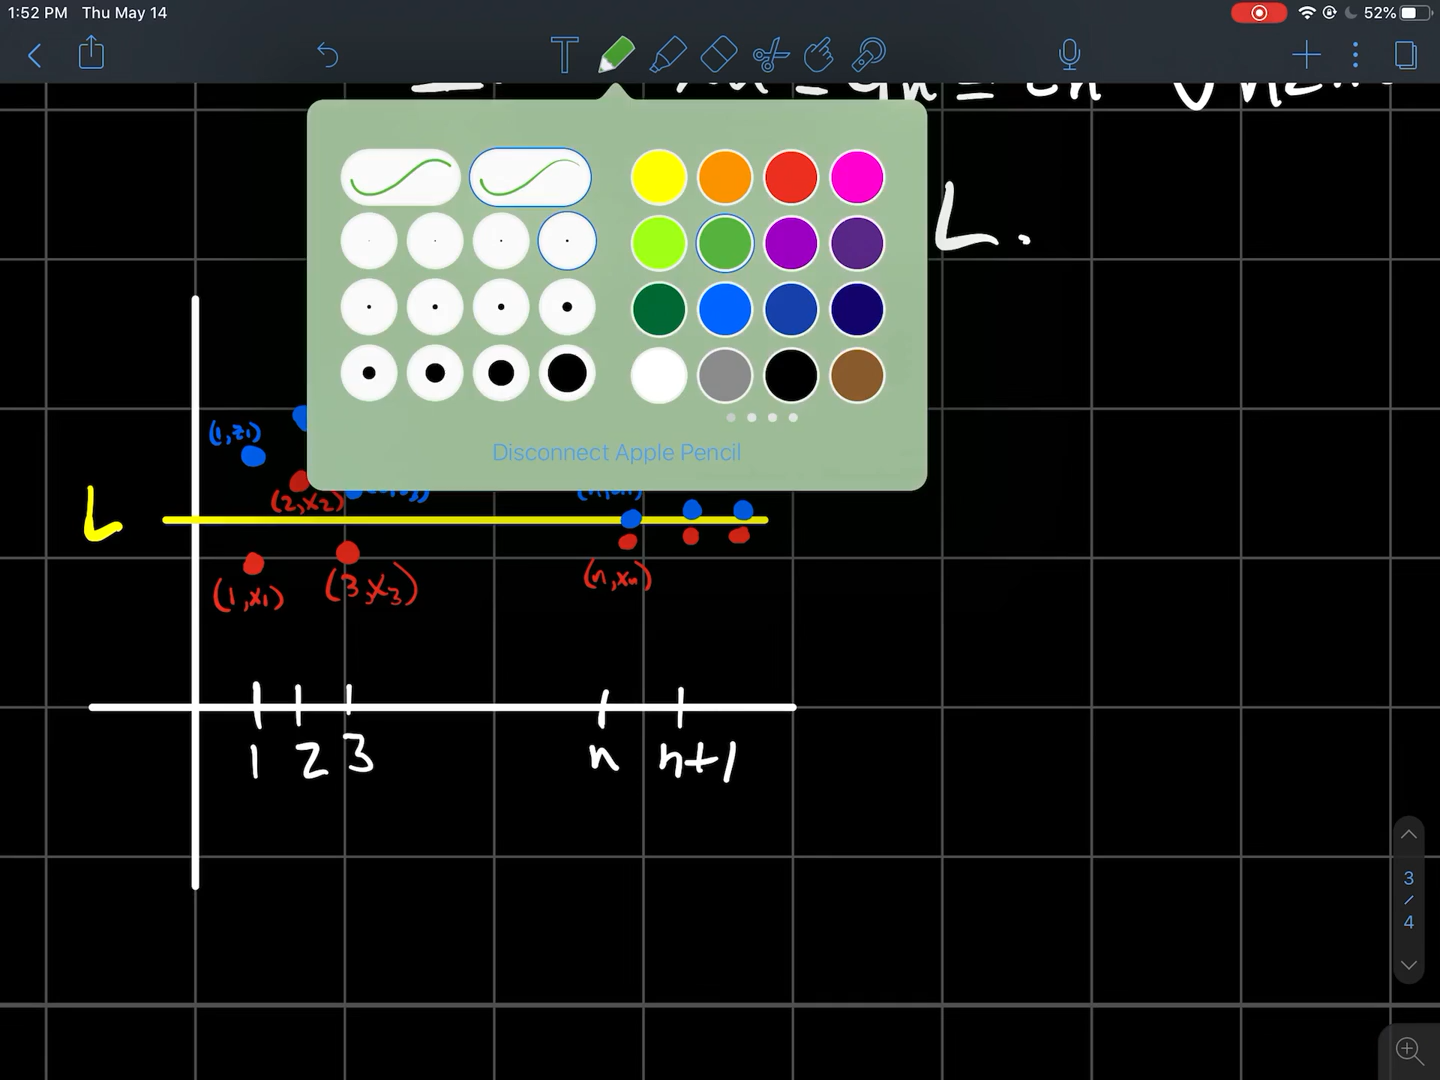 1:52 PM Thu May 14 52%
T
L.
(1,z1)
(2,x2)
L
(1,x1) (3,x3) (n,xn)
1 2 3 n n+1
Disconnect Apple Pencil
3
/
4